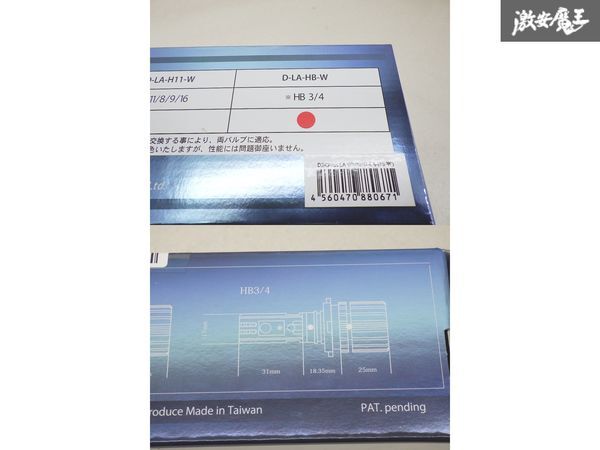 激安魔王
D-LA-H11-W
D-LA-HB-W
11/8/9/16
※HB 3/4
交換する事により、両バルブに適応。
色いたしますが、性能には問題御座いません。
Ltd.
4 560470 880671
HB3/4
31mm
18.35mm
25mm
roduce Made in Taiwan
PAT. pending